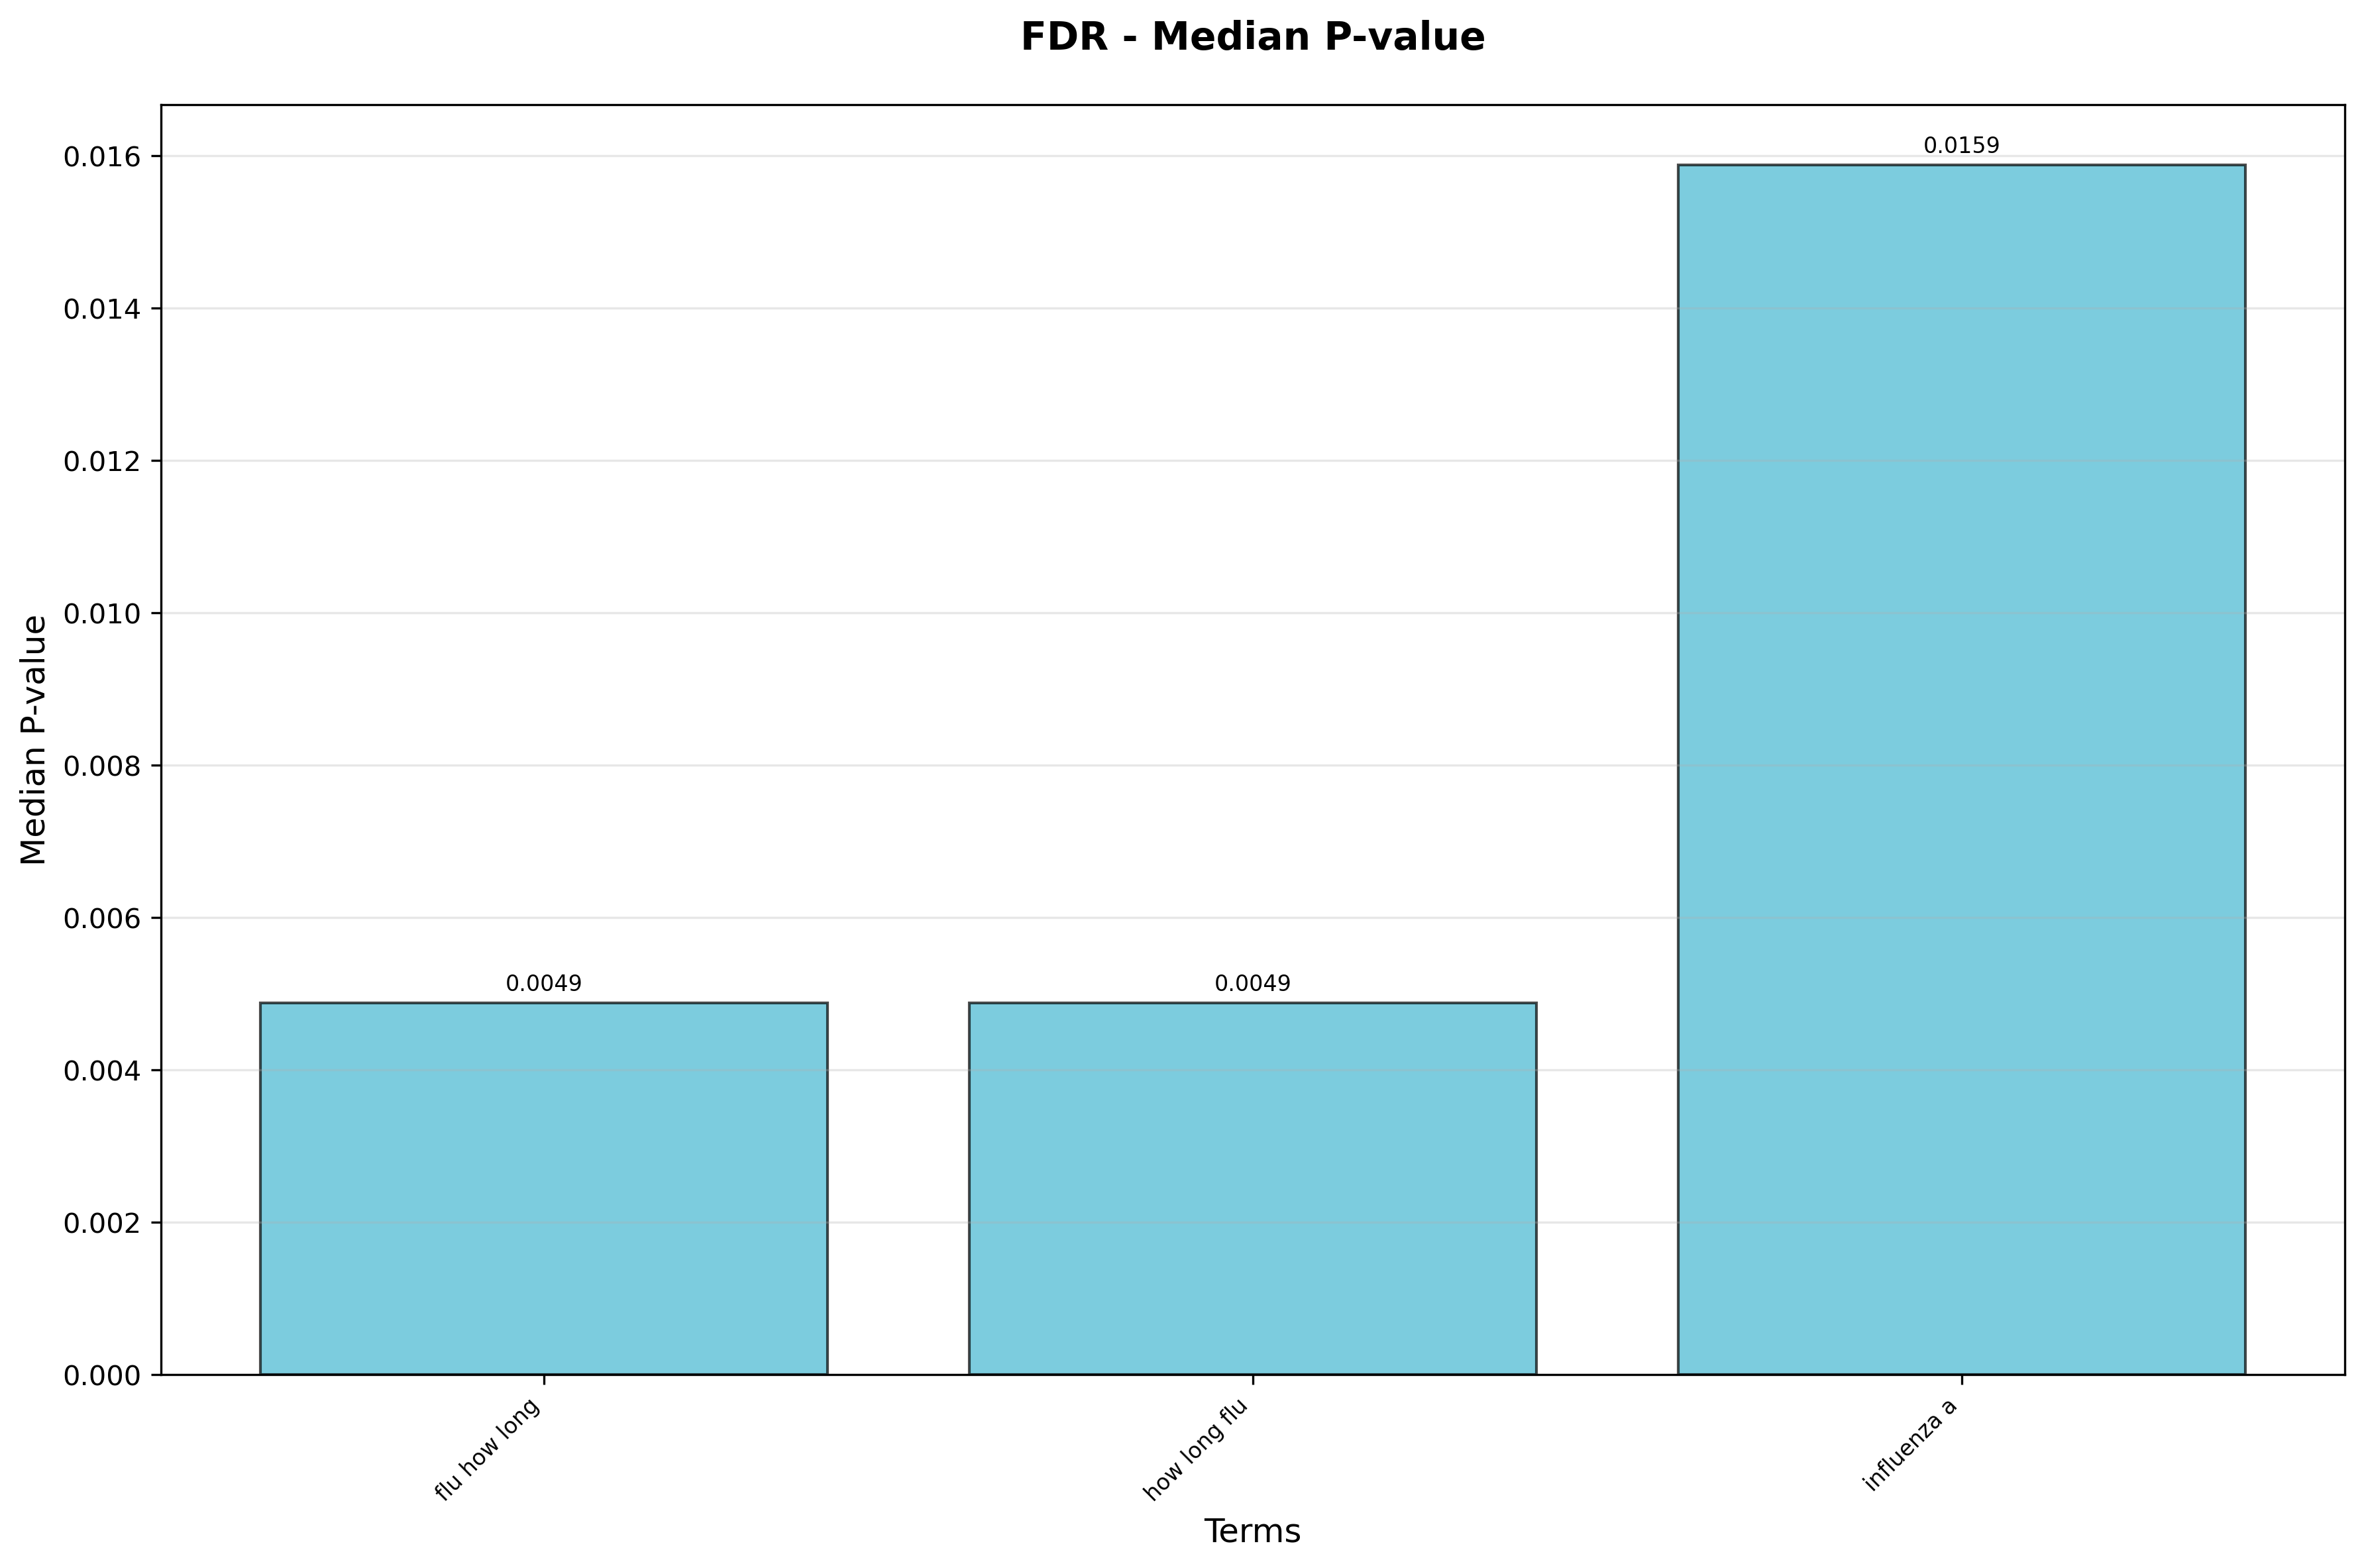 FDR - Median P-value
Median P-value
0.016
0.014
0.012
0.010
0.008
0.006
0.004
0.002
0.000
0.0049
0.0049
0.0159
flu how long
how long flu
influenza a
Terms